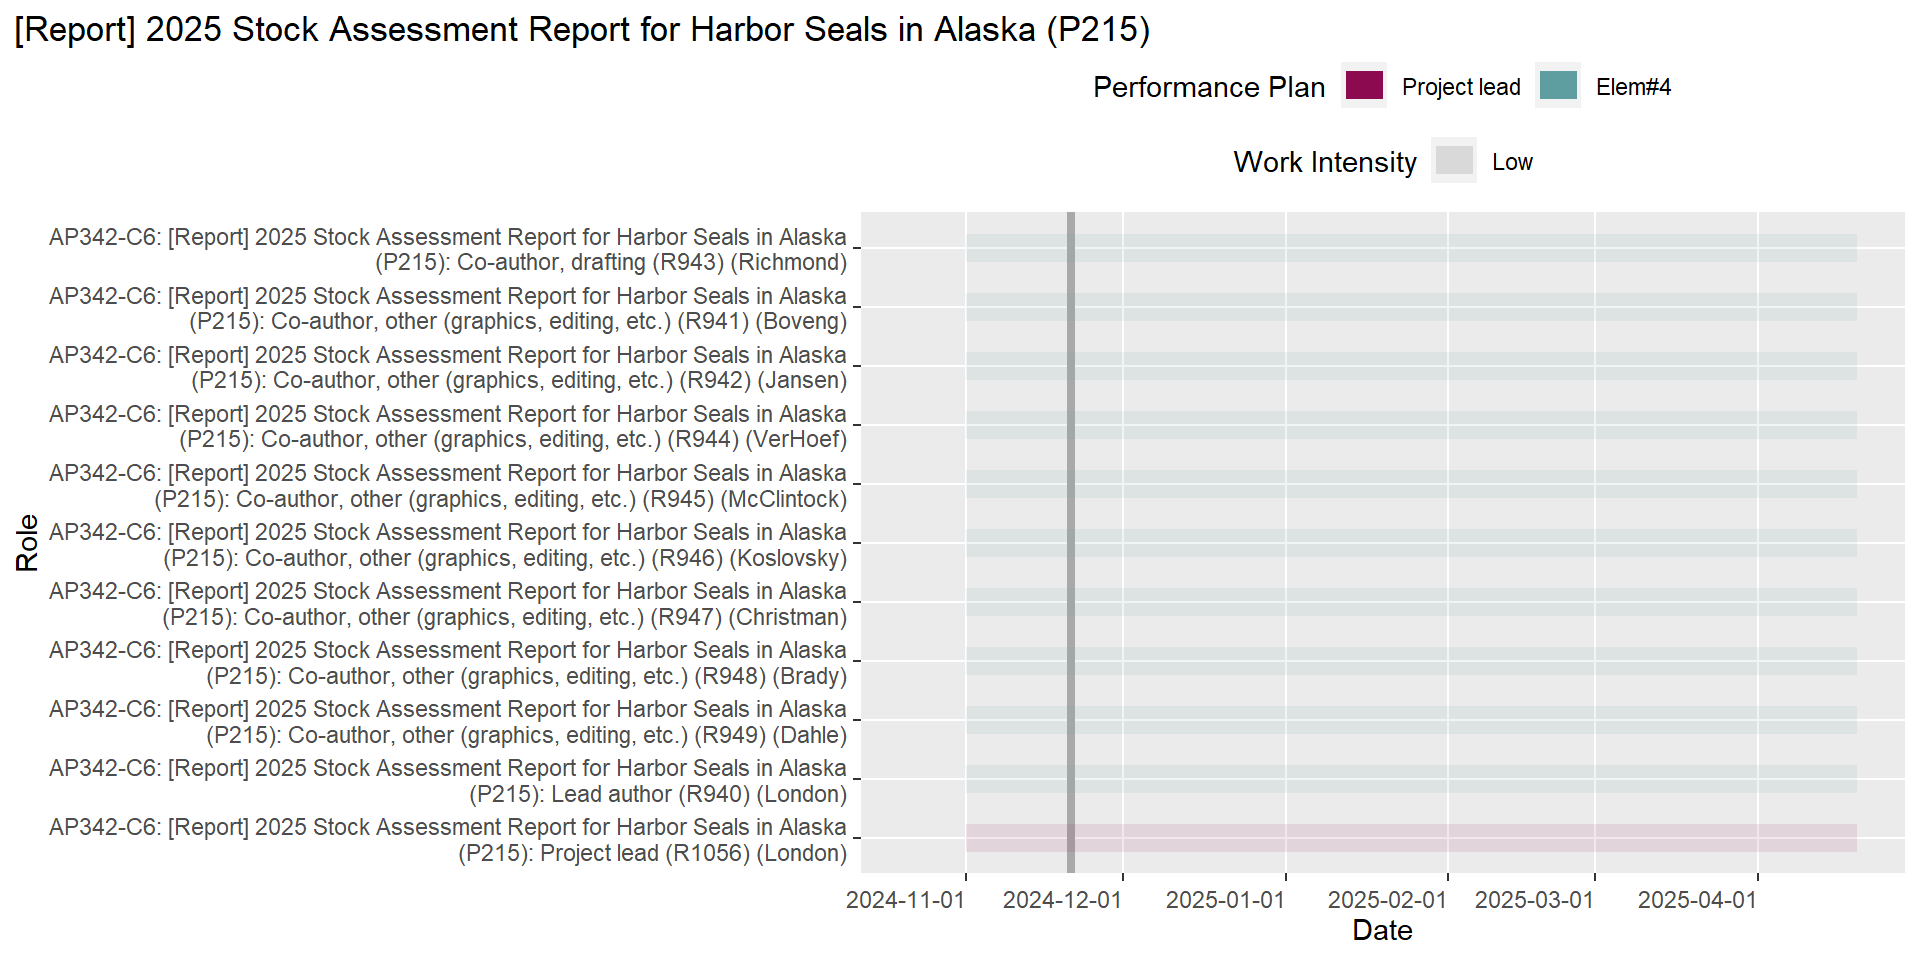 [Report] 2025 Stock Assessment Report for Harbor Seals in Alaska (P215)
Performance Plan Project lead Elem#4
Work Intensity Low
AP342-C6: [Report] 2025 Stock Assessment Report for Harbor Seals in Alaska
(P215): Co-author, drafting (R943) (Richmond)
AP342-C6: [Report] 2025 Stock Assessment Report for Harbor Seals in Alaska
(P215): Co-author, other (graphics, editing, etc.) (R941) (Boveng)
AP342-C6: [Report] 2025 Stock Assessment Report for Harbor Seals in Alaska
(P215): Co-author, other (graphics, editing, etc.) (R942) (Jansen)
AP342-C6: [Report] 2025 Stock Assessment Report for Harbor Seals in Alaska
(P215): Co-author, other (graphics, editing, etc.) (R944) (VerHoef)
AP342-C6: [Report] 2025 Stock Assessment Report for Harbor Seals in Alaska
(P215): Co-author, other (graphics, editing, etc.) (R945) (McClintock)
AP342-C6: [Report] 2025 Stock Assessment Report for Harbor Seals in Alaska
(P215): Co-author, other (graphics, editing, etc.) (R946) (Koslovsky)
AP342-C6: [Report] 2025 Stock Assessment Report for Harbor Seals in Alaska
(P215): Co-author, other (graphics, editing, etc.) (R947) (Christman)
AP342-C6: [Report] 2025 Stock Assessment Report for Harbor Seals in Alaska
(P215): Co-author, other (graphics, editing, etc.) (R948) (Brady)
AP342-C6: [Report] 2025 Stock Assessment Report for Harbor Seals in Alaska
(P215): Co-author, other (graphics, editing, etc.) (R949) (Dahle)
AP342-C6: [Report] 2025 Stock Assessment Report for Harbor Seals in Alaska
(P215): Lead author (R940) (London)
AP342-C6: [Report] 2025 Stock Assessment Report for Harbor Seals in Alaska
(P215): Project lead (R1056) (London)
Role
2024-11-01 2024-12-01 2025-01-01 2025-02-01 2025-03-01 2025-04-01
Date